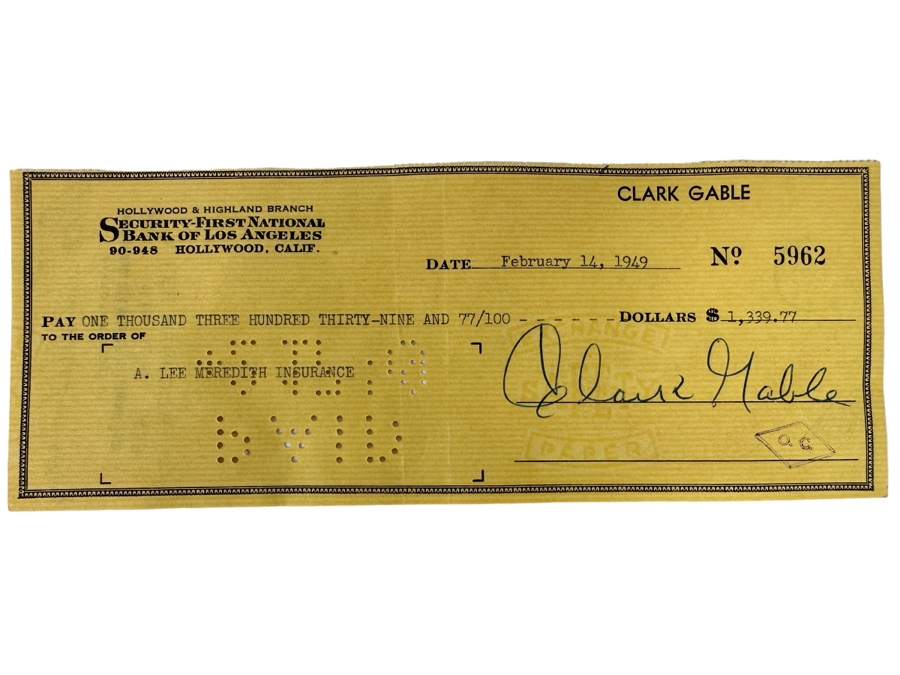 CLARK GABLE
HOLLYWOOD & HIGHLAND BRANCH
SECURITY-FIRST NATIONAL
BANK OF LOS ANGELES
90-948 HOLLYWOOD, CALIF.
DATE February 14, 1949 Nº 5962
PAY ONE THOUSAND THREE HUNDRED THIRTY-NINE AND 77/100 - - - - - - DOLLARS $ 1,339.77
TO THE ORDER OF
A. LEE MEREDITH INSURANCE
Clark Gable
PAID